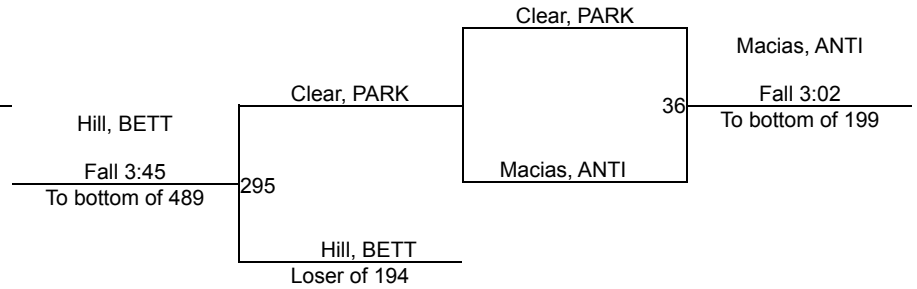 Clear, PARK
Macias, ANTI
Clear, PARK
36
Fall 3:02
To bottom of 199
Hill, BETT
Fall 3:45
To bottom of 489
295
Macias, ANTI
Hill, BETT
Loser of 194